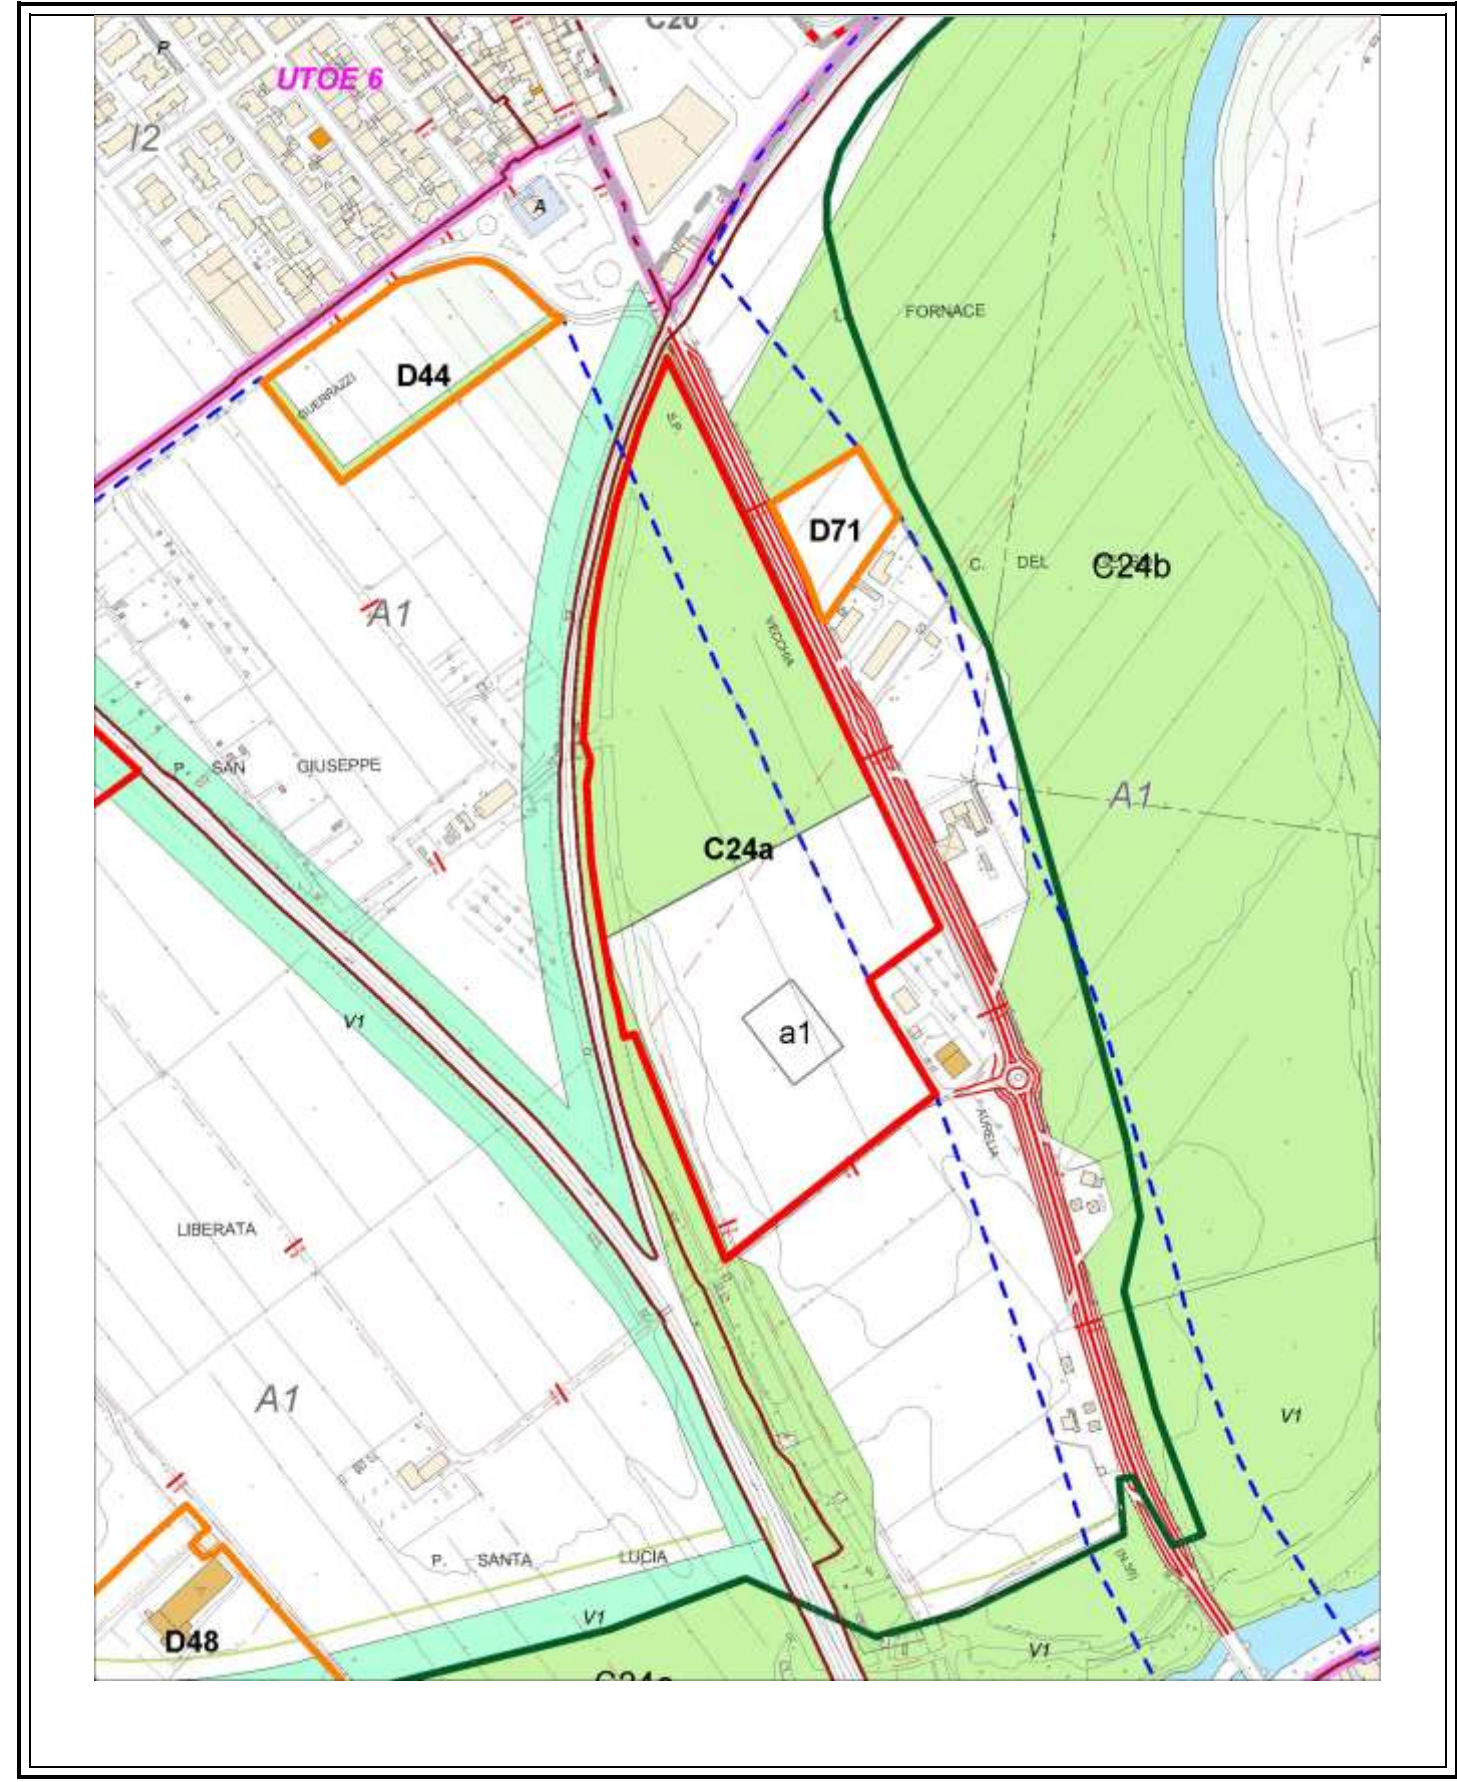 C20
P
UTOE 6
I2
A
FORNACE
D44
GUERRAZZI
S.P.
D71
C. DEL
C24b
A1
VECCHIA
P. SAN GIUSEPPE
A1
C24a
V1
a1
AURELIA
LIBERATA
A1
V1
P. SANTA LUCIA
V1
D48
V1
C24c